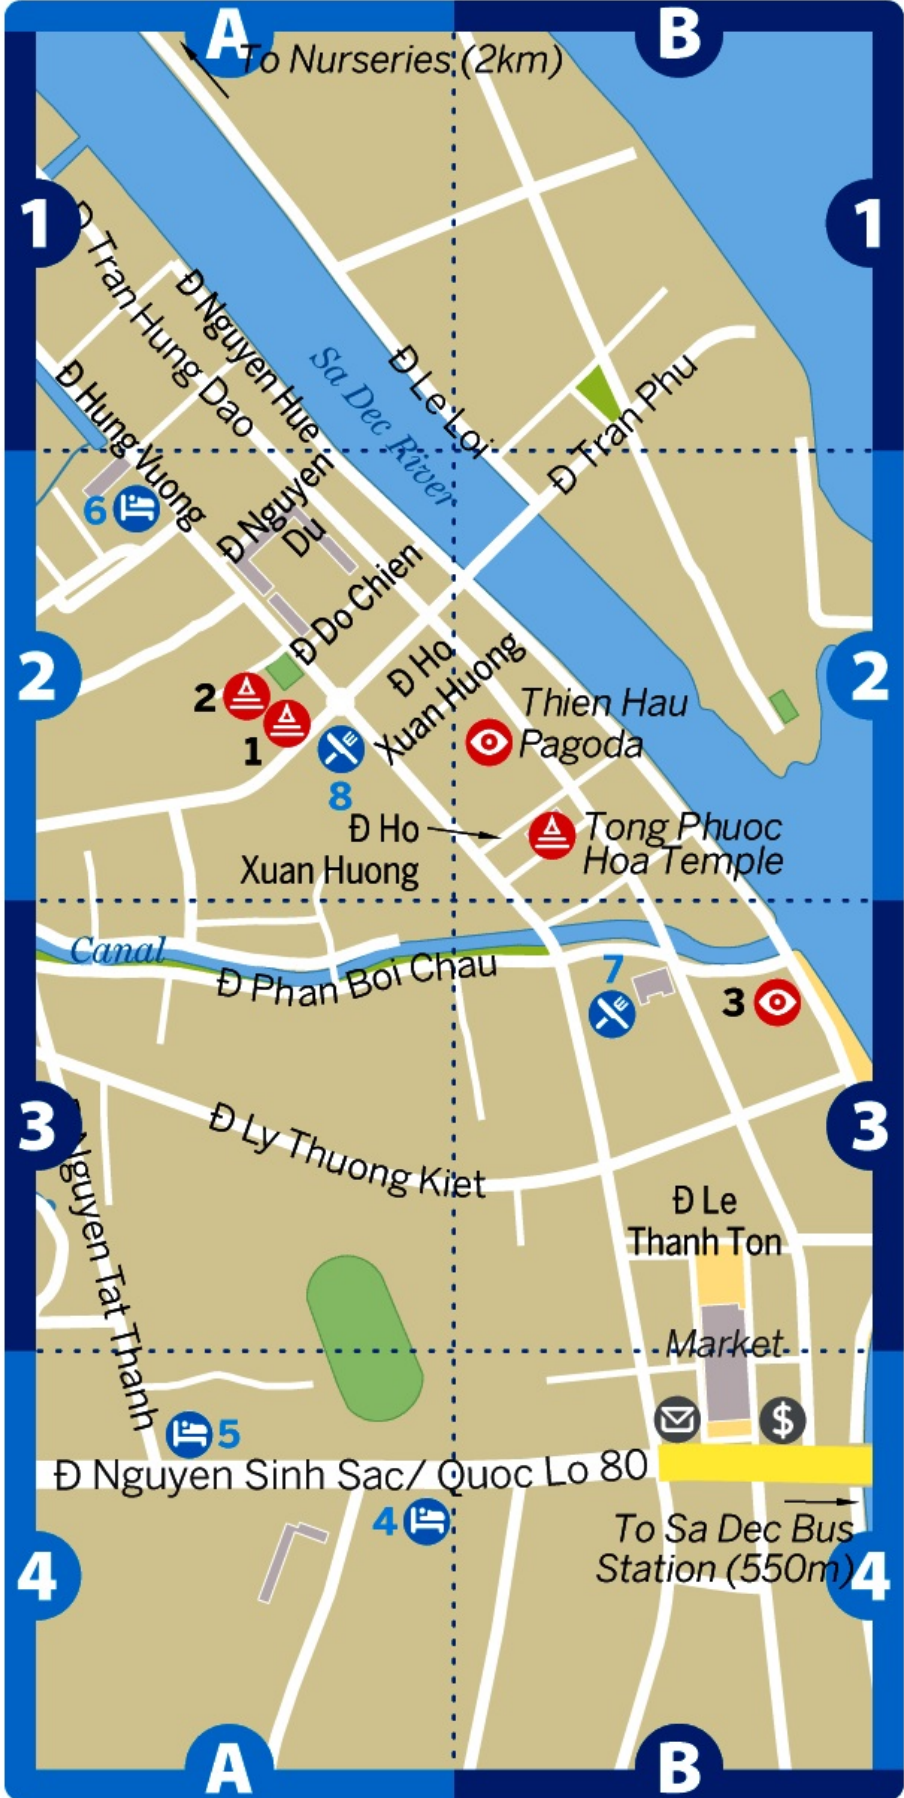 A
B
To Nurseries (2km)
1
1
Đ Tran Hung Dao
Đ Nguyen Hue
Đ Hung Vuong
Sa Dec River
Đ Le Loi
Đ Tran Phu
6
Đ Nguyen
Du
Đ Do Chien
Đ Ho
Xuan Huong
2
2
2
1
8
Thien Hau
Pagoda
Đ Ho
Xuan Huong
Tong Phuoc
Hoa Temple
Canal
Đ Phan Boi Chau
7
3
3
3
Đ Ly Thuong Kiet
Đ Nguyen Tat Thanh
Đ Le
Thanh Ton
Market
5
$
Đ Nguyen Sinh Sac/ Quoc Lo 80
4
To Sa Dec Bus
Station (550m)
4
4
A
B